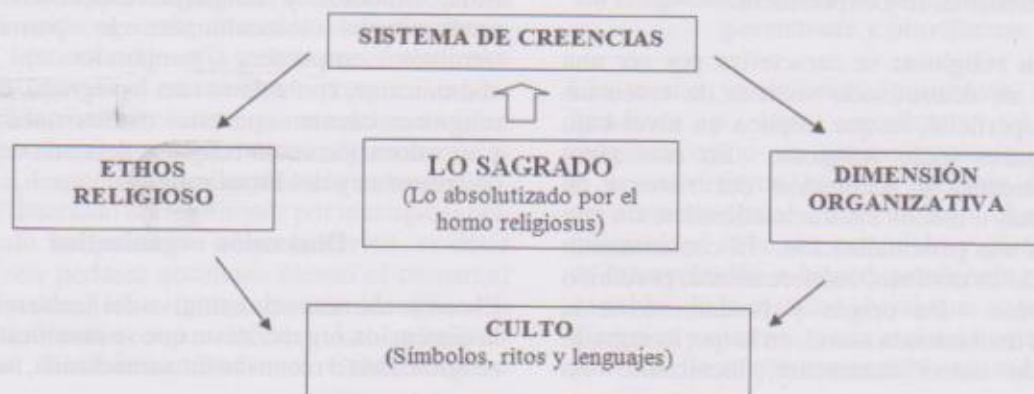 SISTEMA DE CREENCIAS
ETHOS
RELIGIOSO
LO SAGRADO
(Lo absolutizado por el
homo religiosus)
DIMENSIÓN
ORGANIZATIVA
CULTO
(Símbolos, ritos y lenguajes)